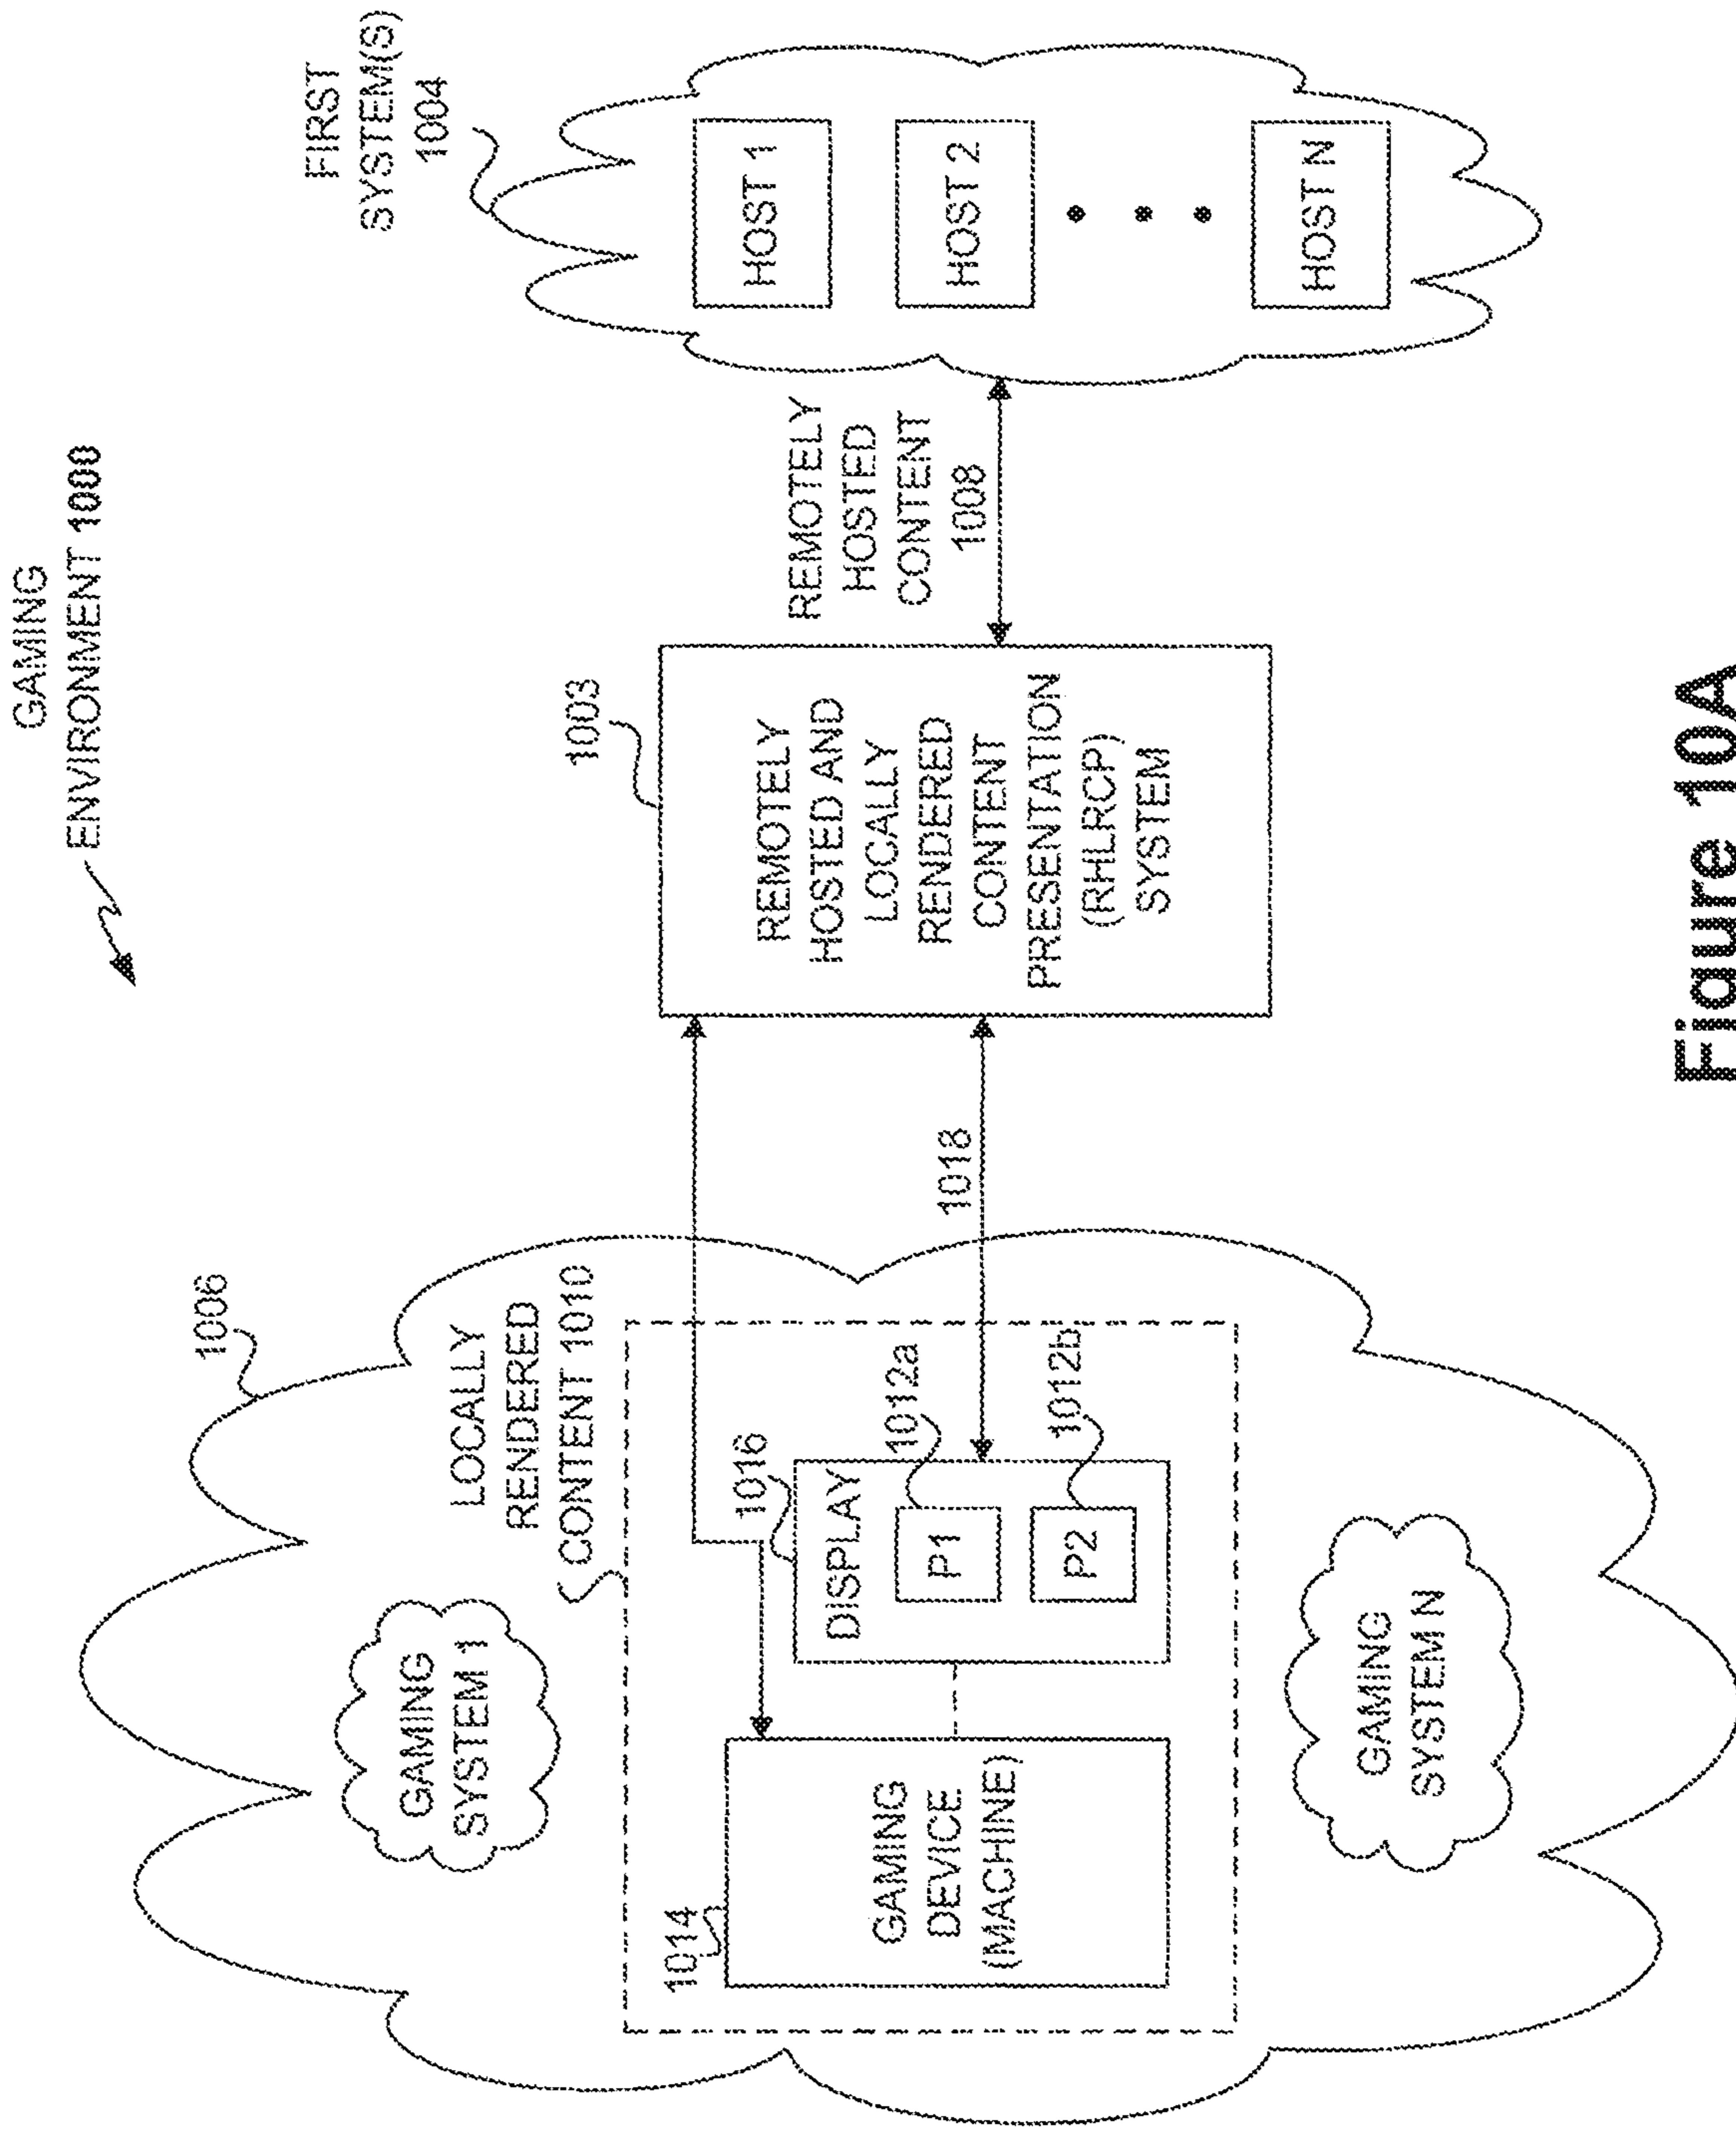 GAMING
ENVIRONMENT 1000
FIRST
SYSTEM(S)
1004
HOST 1
HOST 2
HOST N
REMOTELY
HOSTED
CONTENT
1008
1003
REMOTELY
HOSTED AND
LOCALLY
RENDERED
CONTENT
PRESENTATION
(RHLRCP)
SYSTEM
1018
1006
LOCALLY
RENDERED
CONTENT 1010
GAMING
SYSTEM 1
1016
DISPLAY
P1
1012a
P2
1012b
1014
GAMING
DEVICE
(MACHINE)
GAMING
SYSTEM N
Figure 10A